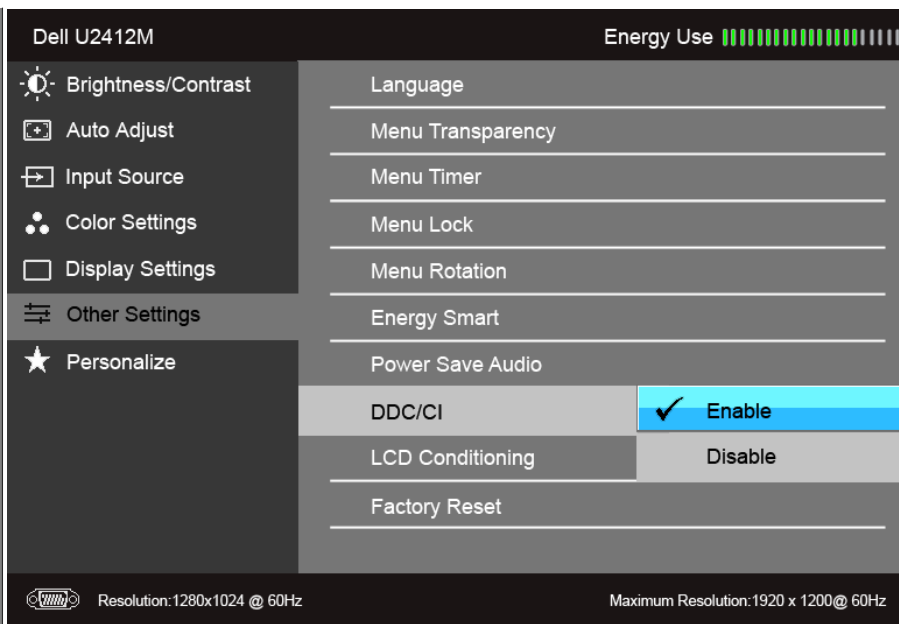 Dell U2412M
Energy Use
Brightness/Contrast
Auto Adjust
Input Source
Color Settings
Display Settings
Other Settings
Personalize
Language
Menu Transparency
Menu Timer
Menu Lock
Menu Rotation
Energy Smart
Power Save Audio
DDC/CI
Enable
Disable
LCD Conditioning
Factory Reset
Resolution:1280x1024 @ 60Hz
Maximum Resolution:1920 x 1200@ 60Hz